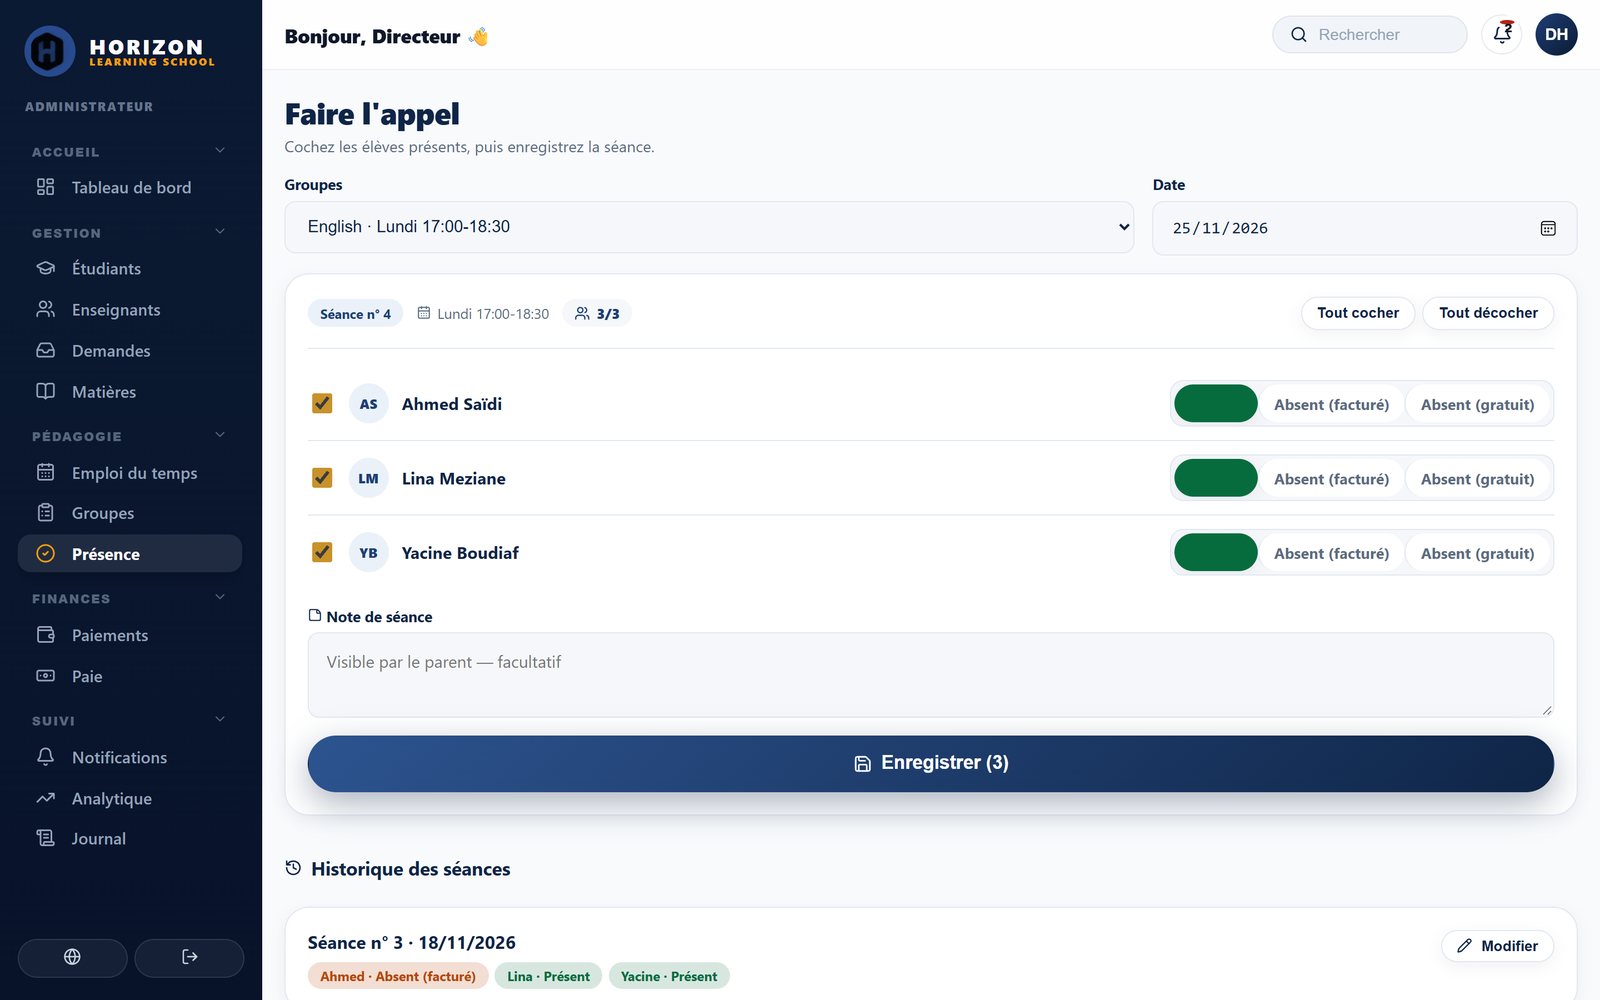 HORIZON
LEARNING SCHOOL
ADMINISTRATEUR
ACCUEIL
Tableau de bord
GESTION
Étudiants
Enseignants
Demandes
Matières
PÉDAGOGIE
Emploi du temps
Groupes
Présence
FINANCES
Paiements
Paie
SUIVI
Notifications
Analytique
Journal
Bonjour, Directeur 👋
Rechercher
2
DH
Faire l'appel
Cochez les élèves présents, puis enregistrez la séance.
Groupes
Date
English · Lundi 17:00-18:30
25/11/2026
Séance n° 4
Lundi 17:00-18:30
3/3
Tout cocher
Tout décocher
AS
Ahmed Saïdi
Absent (facturé)
Absent (gratuit)
LM
Lina Meziane
Absent (facturé)
Absent (gratuit)
YB
Yacine Boudiaf
Absent (facturé)
Absent (gratuit)
Note de séance
Visible par le parent — facultatif
Enregistrer (3)
Historique des séances
Séance n° 3 · 18/11/2026
Modifier
Ahmed · Absent (facturé)
Lina · Présent
Yacine · Présent